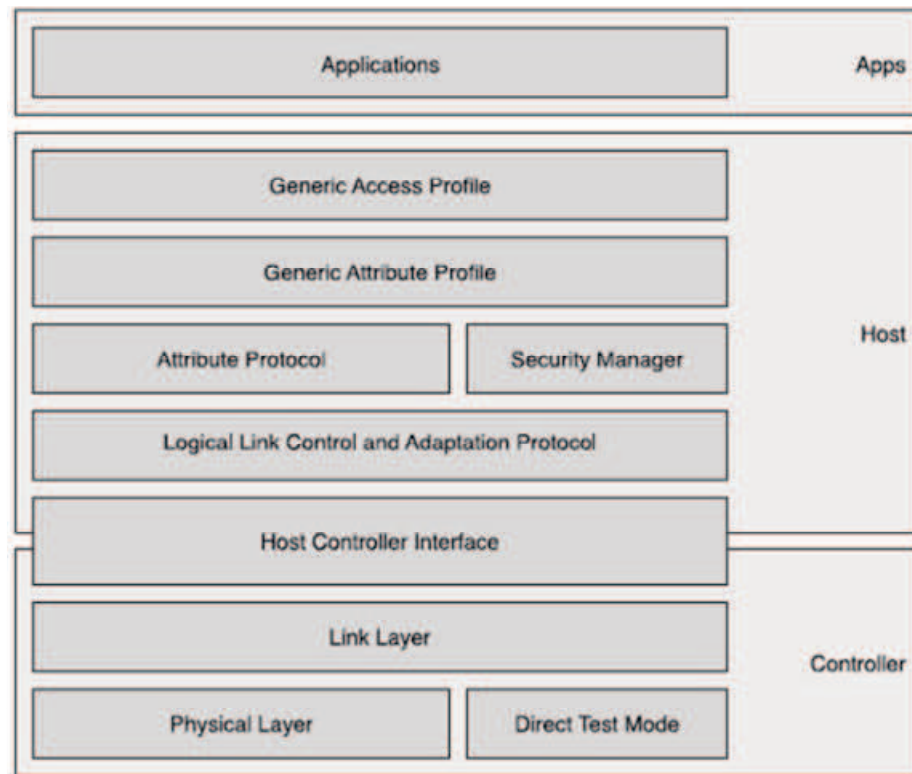 Applications
Apps
Generic Access Profile
Generic Attribute Profile
Host
Attribute Protocol
Security Manager
Logical Link Control and Adaptation Protocol
Host Controller Interface
Link Layer
Controller
Physical Layer
Direct Test Mode